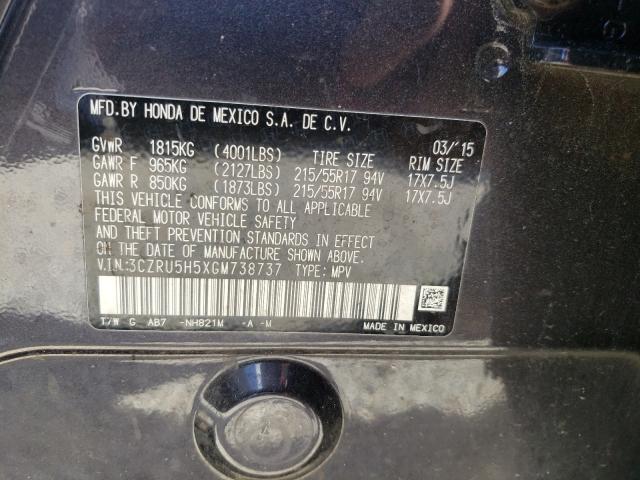 MFD.BY HONDA DE MEXICO S.A. DE C.V.
03/'15
GVWR 1815KG (4001LBS) TIRE SIZE RIM SIZE
GAWR F 965KG (2127LBS) 215/55R17 94V 17X7.5J
GAWR R 850KG (1873LBS) 215/55R17 94V 17X7.5J
THIS VEHICLE CONFORMS TO ALL APPLICABLE
FEDERAL MOTOR VEHICLE SAFETY
AND THEFT PREVENTION STANDARDS IN EFFECT
ON THE DATE OF MANUFACTURE SHOWN ABOVE.
V.I.N.:3CZRU5H5XGM738737 TYPE: MPV
T/W G AB7 -NH821M -A -M
MADE IN MEXICO